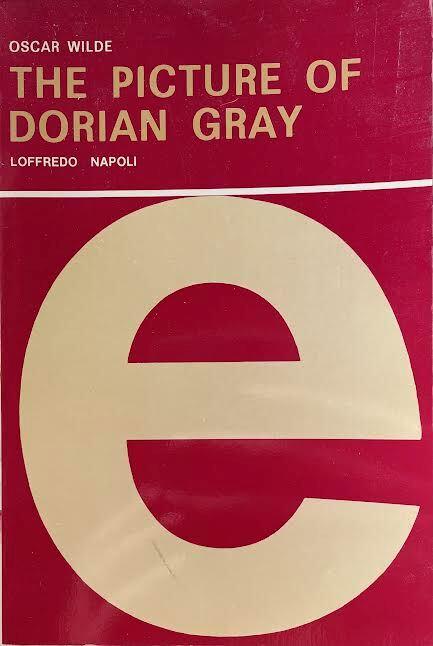 OSCAR WILDE
THE PICTURE OF
DORIAN GRAY
LOFFREDO NAPOLI
e